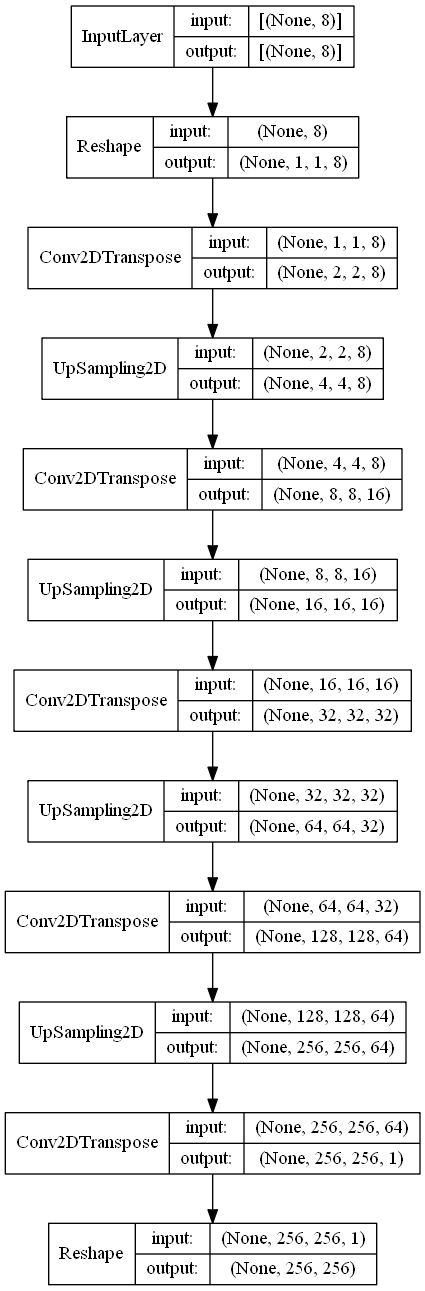 InputLayer
input: [(None, 8)]
output: [(None, 8)]
Reshape
input: (None, 8)
output: (None, 1, 1, 8)
Conv2DTranspose
input: (None, 1, 1, 8)
output: (None, 2, 2, 8)
UpSampling2D
input: (None, 2, 2, 8)
output: (None, 4, 4, 8)
Conv2DTranspose
input: (None, 4, 4, 8)
output: (None, 8, 8, 16)
UpSampling2D
input: (None, 8, 8, 16)
output: (None, 16, 16, 16)
Conv2DTranspose
input: (None, 16, 16, 16)
output: (None, 32, 32, 32)
UpSampling2D
input: (None, 32, 32, 32)
output: (None, 64, 64, 32)
Conv2DTranspose
input: (None, 64, 64, 32)
output: (None, 128, 128, 64)
UpSampling2D
input: (None, 128, 128, 64)
output: (None, 256, 256, 64)
Conv2DTranspose
input: (None, 256, 256, 64)
output: (None, 256, 256, 1)
Reshape
input: (None, 256, 256, 1)
output: (None, 256, 256)